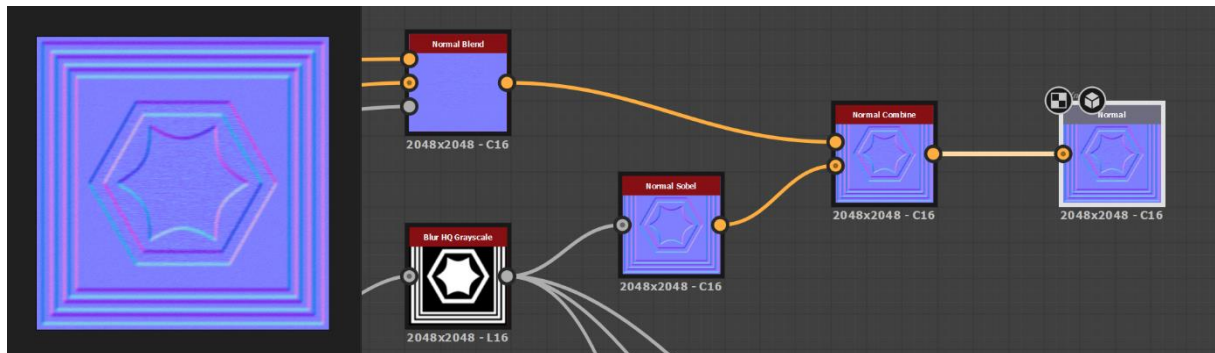 Normal Blend
2048x2048 - C16
Normal Combine
2048x2048 - C16
Normal
2048x2048 - C16
Normal Sobel
2048x2048 - C16
Blur HQ Grayscale
2048x2048 - L16